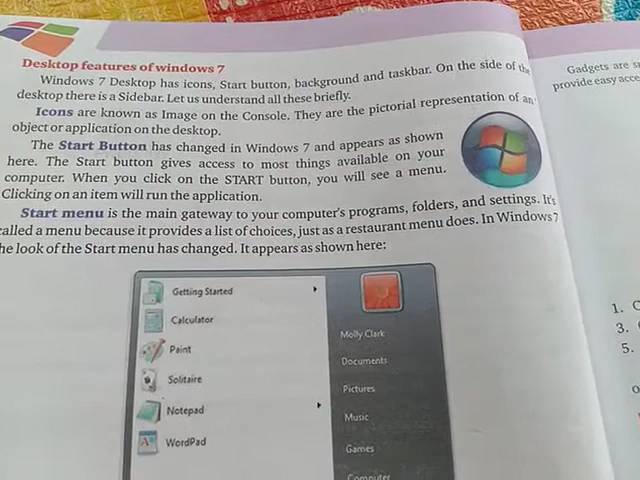 Desktop features of windows 7
Windows 7 Desktop has icons, Start button, background and taskbar. On the side of the
desktop there is a Sidebar. Let us understand all these briefly.
Icons are known as Image on the Console. They are the pictorial representation of an
object or application on the desktop.
The Start Button has changed in Windows 7 and appears as shown
here. The Start button gives access to most things available on your
computer. When you click on the START button, you will see a menu.
Clicking on an item will run the application.
Start menu is the main gateway to your computer's programs, folders, and settings. It's
called a menu because it provides a list of choices, just as a restaurant menu does. In Windows 7
the look of the Start menu has changed. It appears as shown here:
Getting Started
Calculator
Paint
Solitaire
Notepad
WordPad
Molly Clark
Documents
Pictures
Music
Games
Computer
Gadgets are
provide easy
1.
3.
5.